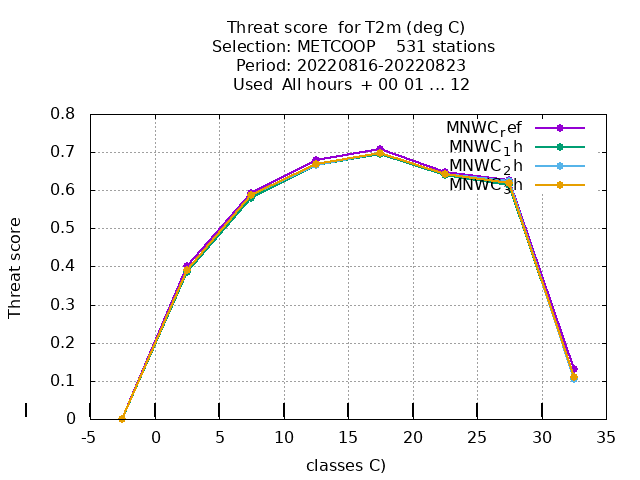 Threat score  for T2m (deg C)
Selection: METCOOP    531 stations
Period: 20220816-20220823
Used  All hours  + 00 01 ... 12
MNWC_ref
MNWC_1h
MNWC_2h
MNWC_3h
Threat score
0.8
0.7
0.6
0.5
0.4
0.3
0.2
0.1
0
-5 0 5 10 15 20 25 30 35
classes C)